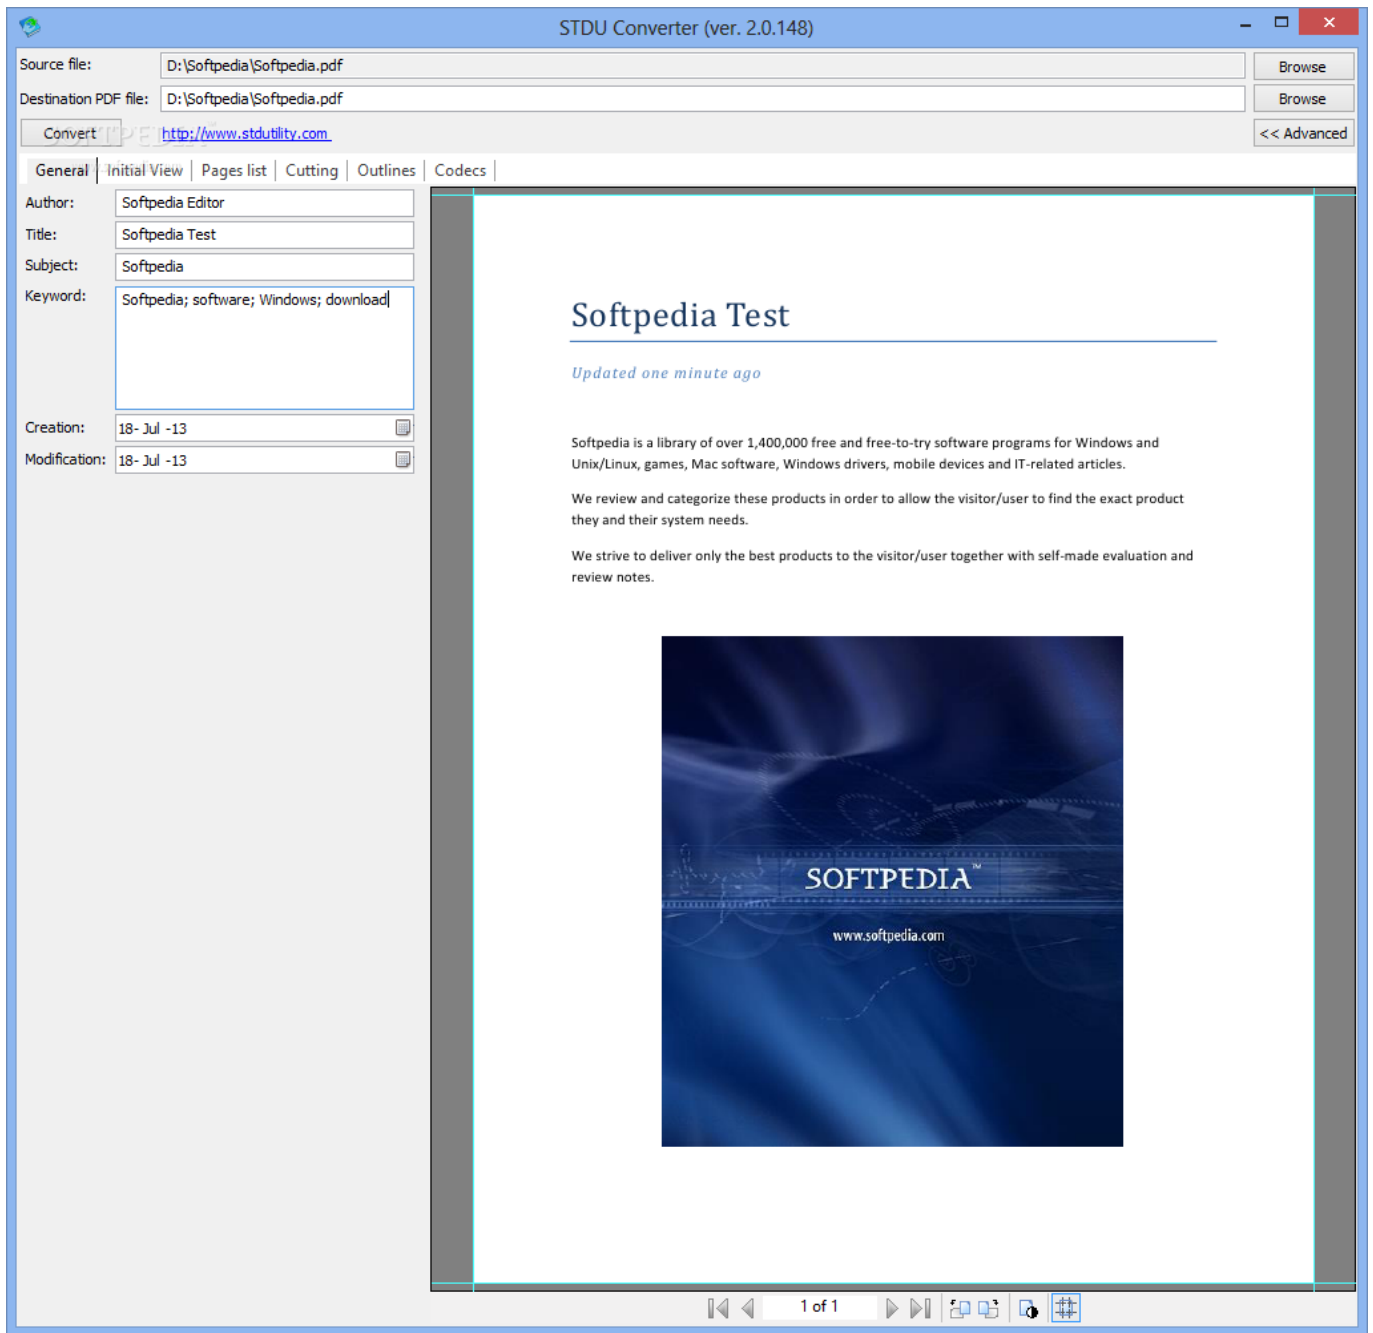 STDU Converter (ver. 2.0.148)
Source file: D:\Softpedia\Softpedia.pdf Browse
Destination PDF file: D:\Softpedia\Softpedia.pdf Browse
Convert http://www.stdutility.com << Advanced
SOFTPEDIA
General Initial View Pages list Cutting Outlines Codecs
Author: Softpedia Editor
Title: Softpedia Test
Subject: Softpedia
Keyword: Softpedia; software; Windows; download
Creation: 18- Jul -13
Modification: 18- Jul -13
Softpedia Test
Updated one minute ago
Softpedia is a library of over 1,400,000 free and free-to-try software programs for Windows and
Unix/Linux, games, Mac software, Windows drivers, mobile devices and IT-related articles.
We review and categorize these products in order to allow the visitor/user to find the exact product
they and their system needs.
We strive to deliver only the best products to the visitor/user together with self-made evaluation and
review notes.
SOFTPEDIA™
www.softpedia.com
1 of 1